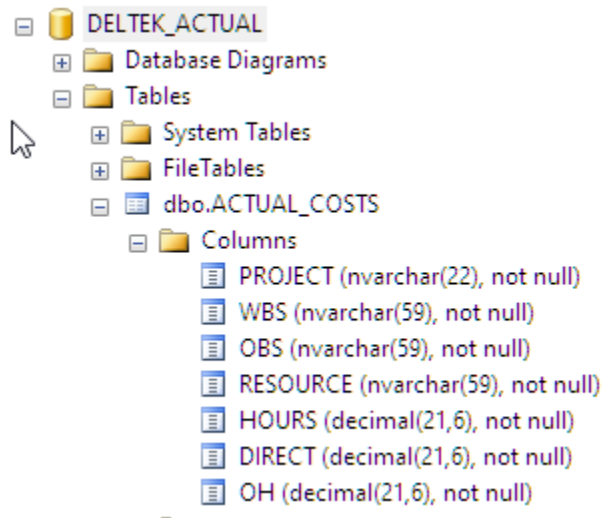 DELTEK_ACTUAL
Database Diagrams
Tables
System Tables
FileTables
dbo.ACTUAL_COSTS
Columns
PROJECT (nvarchar(22), not null)
WBS (nvarchar(59), not null)
OBS (nvarchar(59), not null)
RESOURCE (nvarchar(59), not null)
HOURS (decimal(21,6), not null)
DIRECT (decimal(21,6), not null)
OH (decimal(21,6), not null)